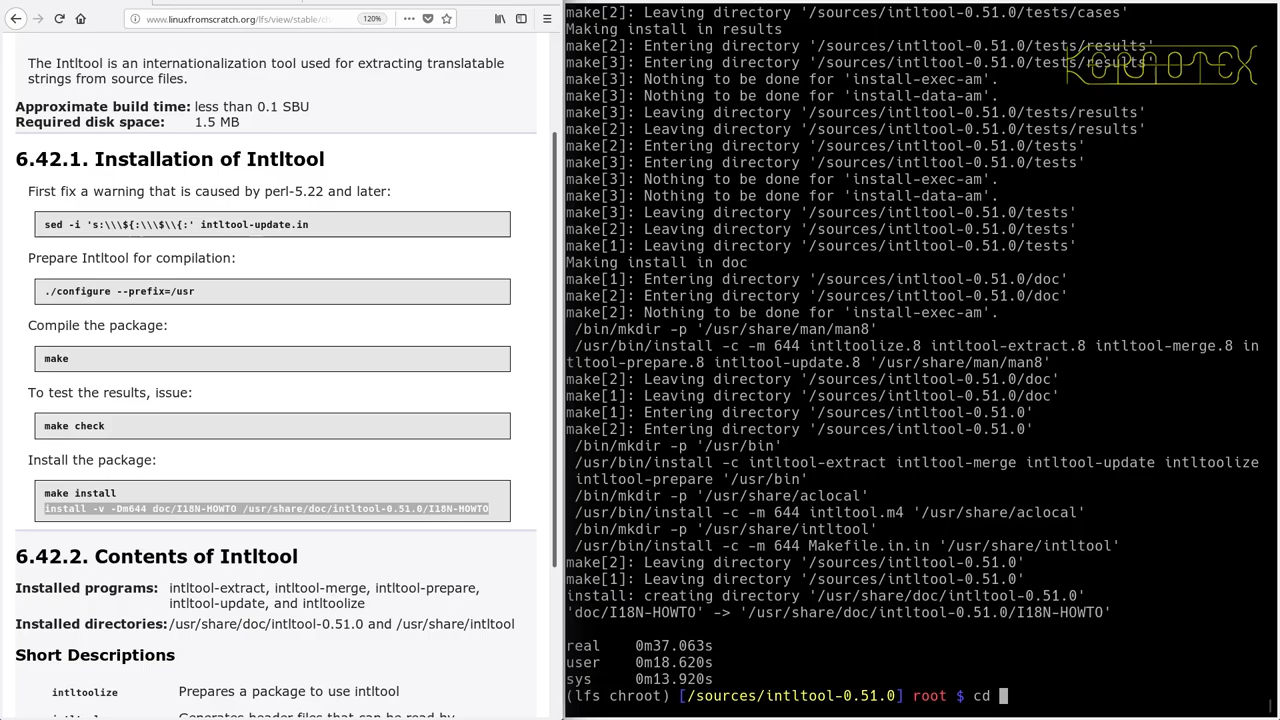 www.linuxfromscratch.org/lfs/view/stable/ch
120%
The Intltool is an internationalization tool used for extracting translatable
strings from source files.
Approximate build time: less than 0.1 SBU
Required disk space: 1.5 MB
6.42.1. Installation of Intltool
First fix a warning that is caused by perl-5.22 and later:
sed -i 's:\\\${:\\\$\\{:' intltool-update.in
Prepare Intltool for compilation:
./configure --prefix=/usr
Compile the package:
make
To test the results, issue:
make check
Install the package:
make install
install -v -Dm644 doc/I18N-HOWTO /usr/share/doc/intltool-0.51.0/I18N-HOWTO
6.42.2. Contents of Intltool
Installed programs: intltool-extract, intltool-merge, intltool-prepare,
intltool-update, and intltoolize
Installed directories: /usr/share/doc/intltool-0.51.0 and /usr/share/intltool
Short Descriptions
intltoolize Prepares a package to use intltool
Generates header files that can be read by
make[2]: Leaving directory '/sources/intltool-0.51.0/tests/cases'
Making install in results
make[2]: Entering directory '/sources/intltool-0.51.0/tests/results'
make[3]: Entering directory '/sources/intltool-0.51.0/tests/results'
make[3]: Nothing to be done for 'install-exec-am'.
make[3]: Nothing to be done for 'install-data-am'.
make[3]: Leaving directory '/sources/intltool-0.51.0/tests/results'
make[2]: Leaving directory '/sources/intltool-0.51.0/tests/results'
make[2]: Entering directory '/sources/intltool-0.51.0/tests'
make[3]: Entering directory '/sources/intltool-0.51.0/tests'
make[3]: Nothing to be done for 'install-exec-am'.
make[3]: Nothing to be done for 'install-data-am'.
make[3]: Leaving directory '/sources/intltool-0.51.0/tests'
make[2]: Leaving directory '/sources/intltool-0.51.0/tests'
make[1]: Leaving directory '/sources/intltool-0.51.0/tests'
Making install in doc
make[1]: Entering directory '/sources/intltool-0.51.0/doc'
make[2]: Entering directory '/sources/intltool-0.51.0/doc'
make[2]: Nothing to be done for 'install-exec-am'.
/bin/mkdir -p '/usr/share/man/man8'
/usr/bin/install -c -m 644 intltoolize.8 intltool-extract.8 intltool-merge.8 in
tltool-prepare.8 intltool-update.8 '/usr/share/man/man8'
make[2]: Leaving directory '/sources/intltool-0.51.0/doc'
make[1]: Leaving directory '/sources/intltool-0.51.0/doc'
make[1]: Entering directory '/sources/intltool-0.51.0'
make[2]: Entering directory '/sources/intltool-0.51.0'
/bin/mkdir -p '/usr/bin'
/usr/bin/install -c intltool-extract intltool-merge intltool-update intltoolize
intltool-prepare '/usr/bin'
/bin/mkdir -p '/usr/share/aclocal'
/usr/bin/install -c -m 644 intltool.m4 '/usr/share/aclocal'
/bin/mkdir -p '/usr/share/intltool'
/usr/bin/install -c -m 644 Makefile.in.in '/usr/share/intltool'
make[2]: Leaving directory '/sources/intltool-0.51.0'
make[1]: Leaving directory '/sources/intltool-0.51.0'
install: creating directory '/usr/share/doc/intltool-0.51.0'
'doc/I18N-HOWTO' -> '/usr/share/doc/intltool-0.51.0/I18N-HOWTO'
real 0m37.063s
user 0m18.620s
sys 0m13.920s
(lfs chroot) [/sources/intltool-0.51.0] root $ cd